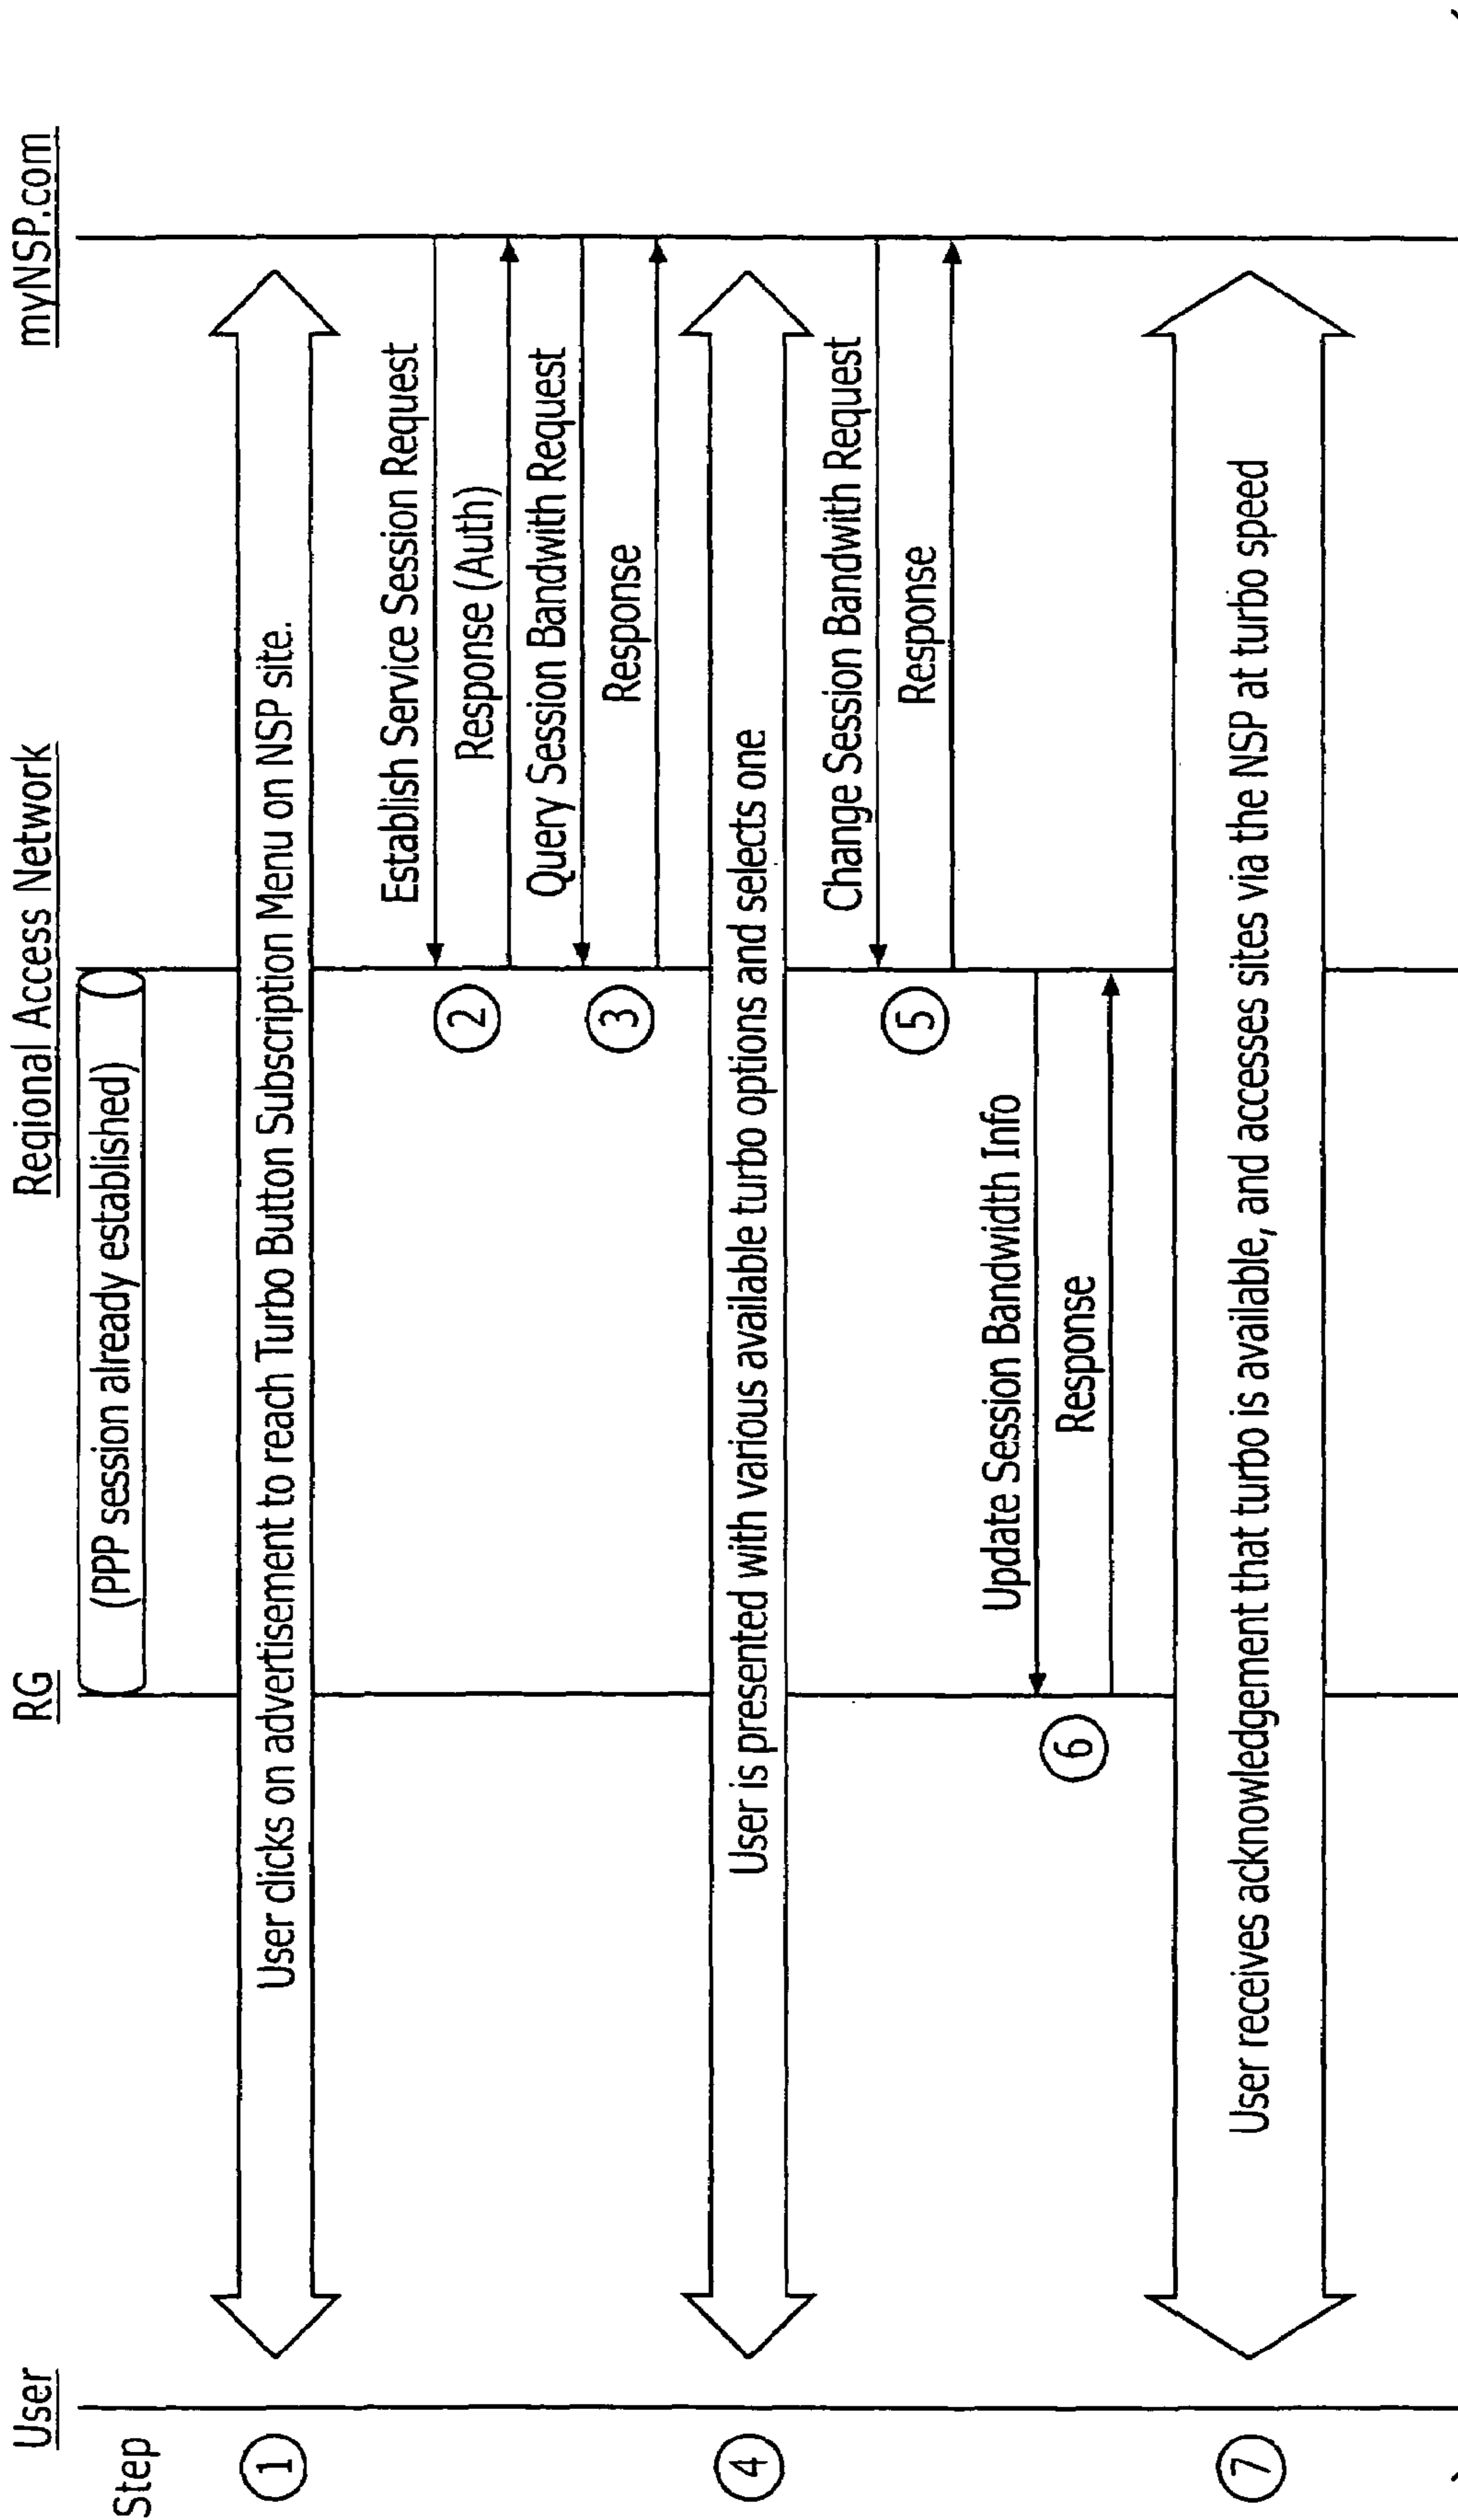 User
RG
Regional Access Network
myNSP.com
Step
(PPP session already established)
1
User clicks on advertisement to reach Turbo Button Subscription Menu on NSP site.
Establish Service Session Request
2
Response (Auth)
Query Session Bandwith Request
3
Response
4
User is presented with various available turbo options and selects one
Change Session Bandwith Request
5
Response
Update Session Bandwidth Info
6
Response
7
User receives acknowledgement that turbo is available, and accesses sites via the NSP at turbo speed